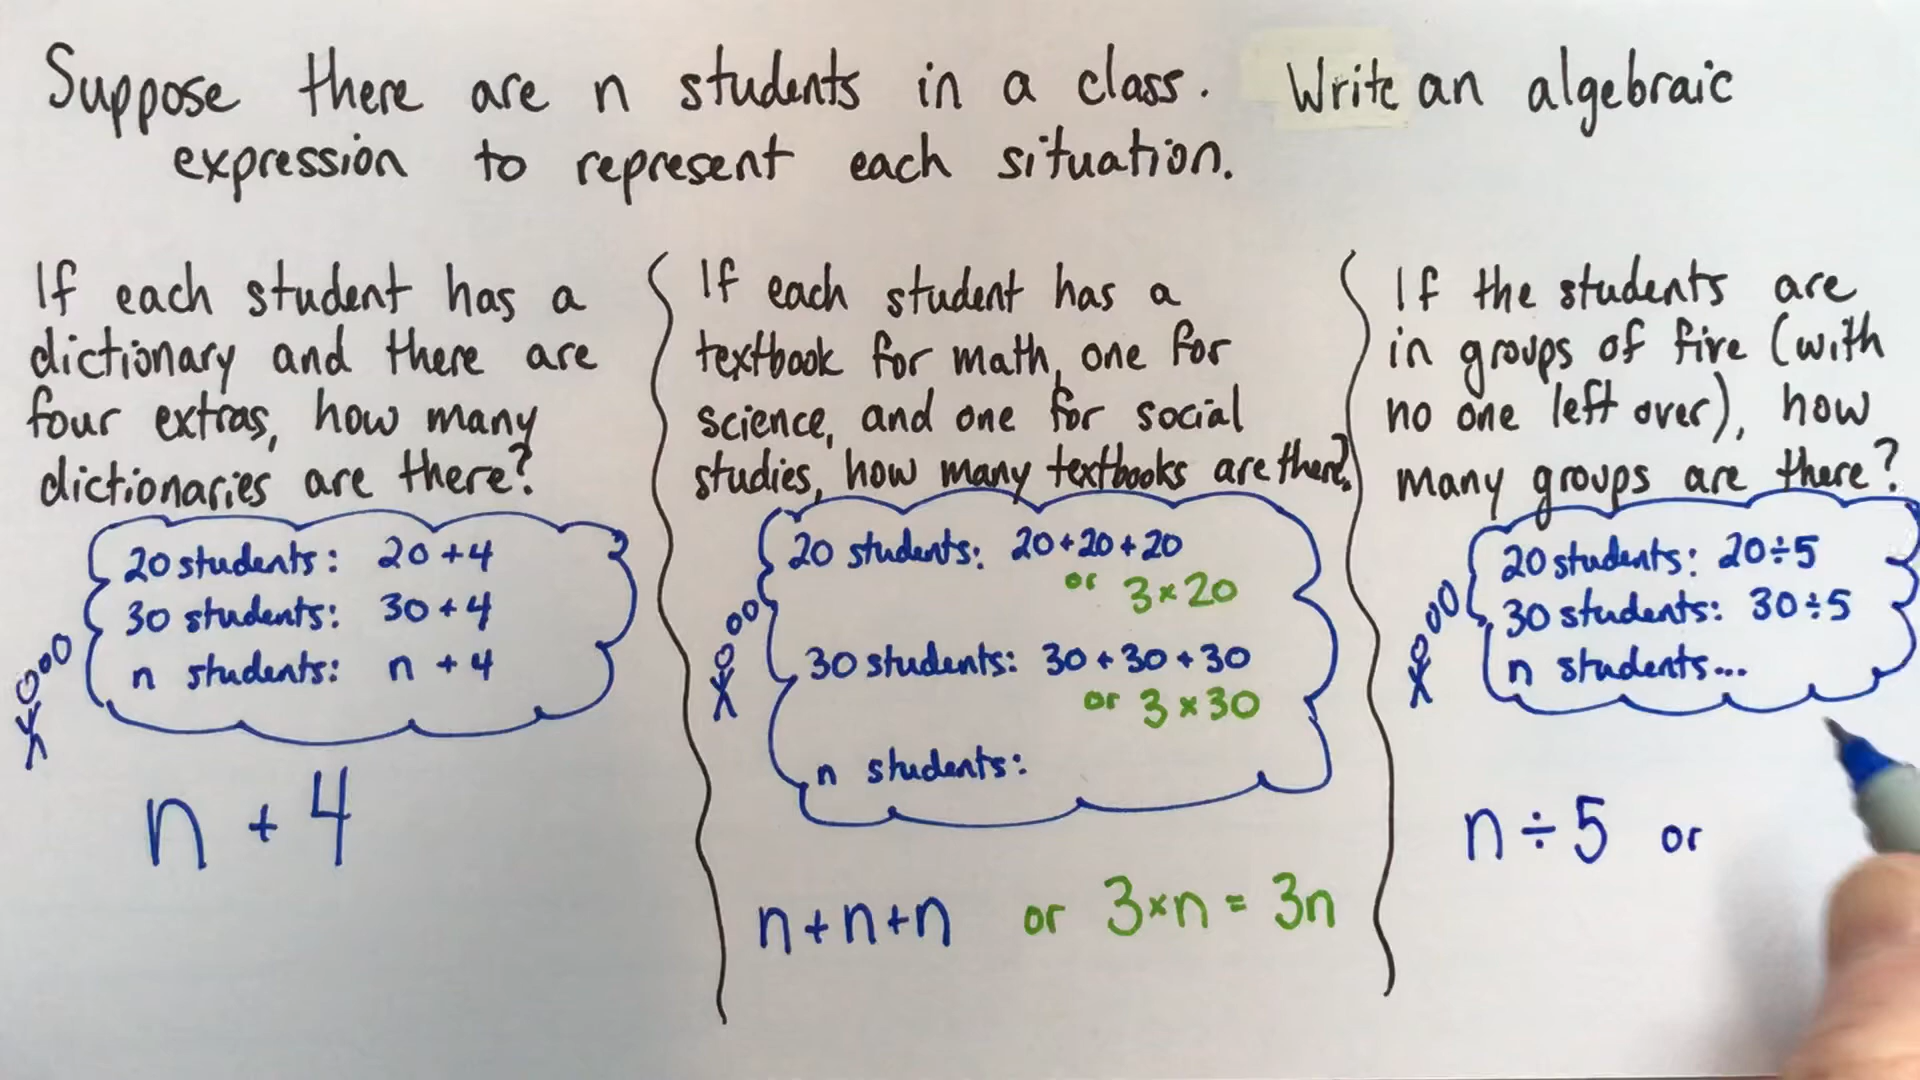 Suppose there are n students in a class. Write an algebraic
expression to represent each situation.
If each student has a
dictionary and there are
four extras, how many
dictionaries are there?
20 students: 20 + 4
30 students: 30 + 4
n students: n + 4
n + 4
If each student has a
textbook for math, one for
science, and one for social
studies, how many textbooks are there?
20 students: 20 + 20 + 20
or 3 × 20
30 students: 30 + 30 + 30
or 3 × 30
n students:
n + n + n or 3 × n = 3n
If the students are
in groups of five (with
no one left over), how
many groups are there?
20 students: 20 ÷ 5
30 students: 30 ÷ 5
n students...
n ÷ 5 or